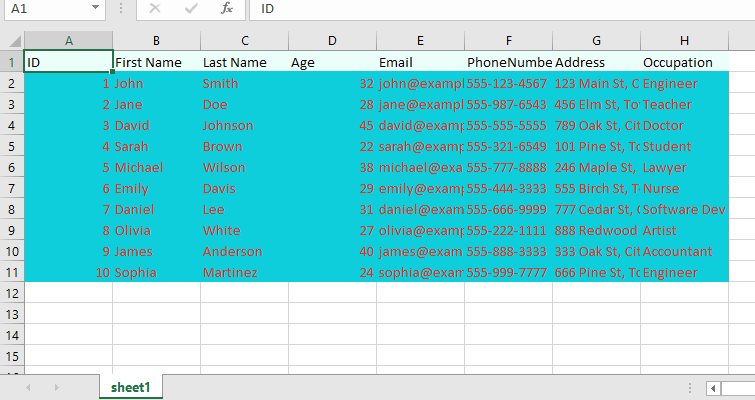 A1 fx ID
A B C D E F G H
1 ID First Name Last Name Age Email PhoneNumbe Address Occupation
2 1 John Smith 32 john@exampl 555-123-4567 123 Main St, C Engineer
3 2 Jane Doe 28 jane@examp 555-987-6543 456 Elm St, To Teacher
4 3 David Johnson 45 david@exam 555-555-5555 789 Oak St, Cit Doctor
5 4 Sarah Brown 22 sarah@exam 555-321-6549 101 Pine St, To Student
6 5 Michael Wilson 38 michael@exa 555-777-8888 246 Maple St, Lawyer
7 6 Emily Davis 29 emily@exam 555-444-3333 555 Birch St, T Nurse
8 7 Daniel Lee 31 daniel@exam 555-666-9999 777 Cedar St, Software Dev
9 8 Olivia White 27 olivia@examp 555-222-1111 888 Redwood Artist
10 9 James Anderson 40 james@exam 555-888-3333 333 Oak St, Cit Accountant
11 10 Sophia Martinez 24 sophia@exam 555-999-7777 666 Pine St, To Engineer
12
13
14
15
sheet1